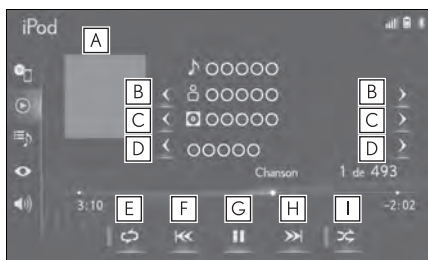 iPod
A
OOOOO
B OOOOO B
C OOOOO C
D OOOOO D
Chanson 1 de 493
3:10 -2:02
E F G H I